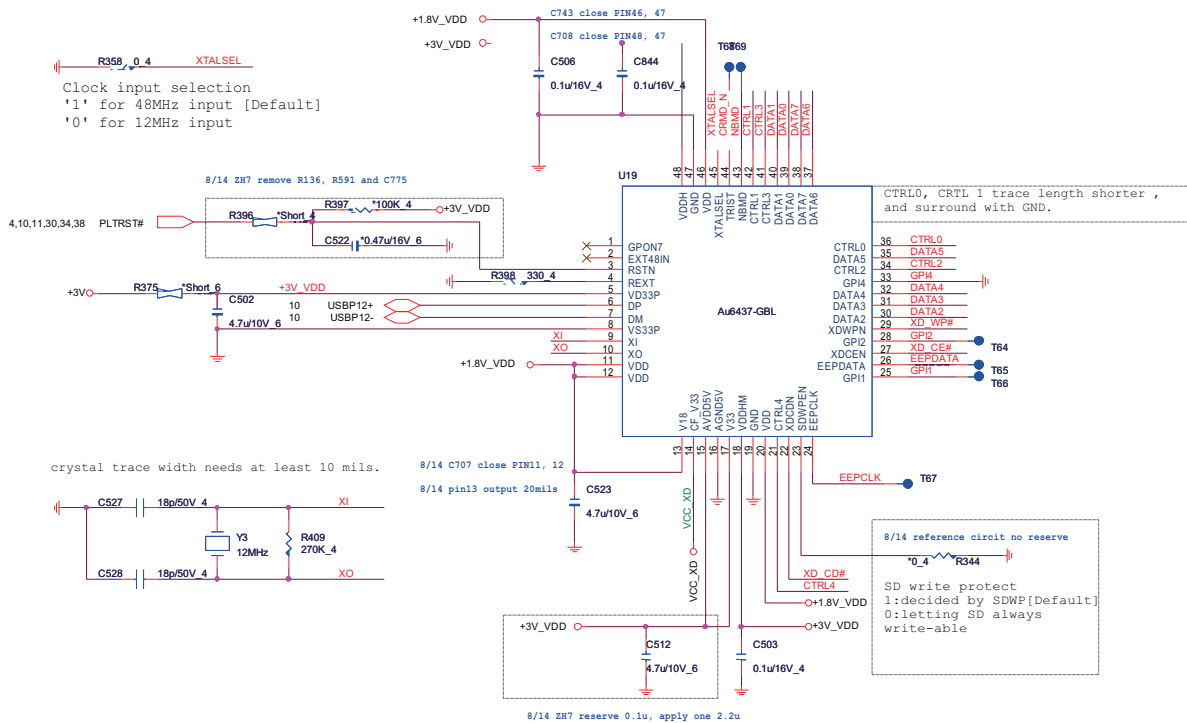 C743 close PIN46, 47
+1.8V_VDD
C708 close PIN48, 47
+3V_VDD
C506
0.1u/16V_4
C844
0.1u/16V_4
T69
R358
0_4
XTALSEL
Clock input selection
'1' for 48MHz input [Default]
'0' for 12MHz input
XTALSEL
CRMD_N
NBMD
CTRL1
CTRL3
DATA1
DATA0
DATA7
DATA6
48
47
46
45
44
43
42
41
40
39
38
37
U19
VDDH
GND
VDD
XTALSEL
TRIST
NBMD
CTRL1
CTRL3
DATA1
DATA0
DATA7
DATA6
CTRL0, CRTL 1 trace length shorter ,
and surround with GND.
8/14 ZH7 remove R136, R591 and C775
4,10,11,30,34,38
PLTRST#
R396
*Short_4
R397
*100K_4
+3V_VDD
C522
*0.47u/16V_6
R398
330_4
+3V
R375
*Short_6
+3V_VDD
C502
4.7u/10V_6
10
USBP12+
10
USBP12-
XI
XO
+1.8V_VDD
1 GPON7
2 EXT48IN
3 RSTN
4 REXT
5 VD33P
6 DP
7 DM
8 VS33P
9 XI
10 XO
11 VDD
12 VDD
Au6437-GBL
CTRL0 36 CTRL0
DATA5 35 DATA5
CTRL2 34 CTRL2
GPI4 33 GPI4
DATA4 32 DATA4
DATA3 31 DATA3
DATA2 30 DATA2
XDWPN 29 XD_WP#
GPI2 28 GPI2
XDCEN 27 XD_CE#
EEPDATA 26 EEPDATA
GPI1 25 GPI1
T64
T65
T66
V18
CF_V33
AVDD5V
AGND5V
V33
VDDHM
GND
VDD
CTRL4
XDCDN
SDWPEN
EEPCLK
13
14
15
16
17
18
19
20
21
22
23
24
crystal trace width needs at least 10 mils.
8/14 C707 close PIN11, 12
8/14 pin13 output 20mils
C523
4.7u/10V_6
VCC_XD
VCC_XD
EEPCLK
T67
C527
18p/50V_4
XI
Y3
12MHz
R409
270K_4
C528
18p/50V_4
XO
8/14 reference circit no reserve
*0_4
R344
SD write protect
1:decided by SDWP[Default]
0:letting SD always
write-able
XD_CD#
CTRL4
+1.8V_VDD
+3V_VDD
+3V_VDD
C512
4.7u/10V_6
C503
0.1u/16V_4
8/14 ZH7 reserve 0.1u, apply one 2.2u